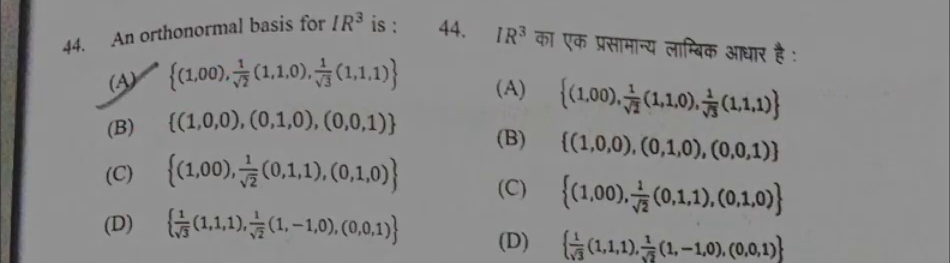 44. An orthonormal basis for IR³ is :
(A) {(1,00), 1/√2 (1,1,0), 1/√3 (1,1,1)}
(B) {(1,0,0), (0,1,0), (0,0,1)}
(C) {(1,00), 1/√2 (0,1,1), (0,1,0)}
(D) {1/√3 (1,1,1), 1/√2 (1,−1,0), (0,0,1)}
44. IR³ का एक प्रसामान्य लाम्बिक आधार है :
(A) {(1,00), 1/√2 (1,1,0), 1/√3 (1,1,1)}
(B) {(1,0,0), (0,1,0), (0,0,1)}
(C) {(1,00), 1/√2 (0,1,1), (0,1,0)}
(D) {1/√3 (1,1,1), 1/√2 (1,−1,0), (0,0,1)}